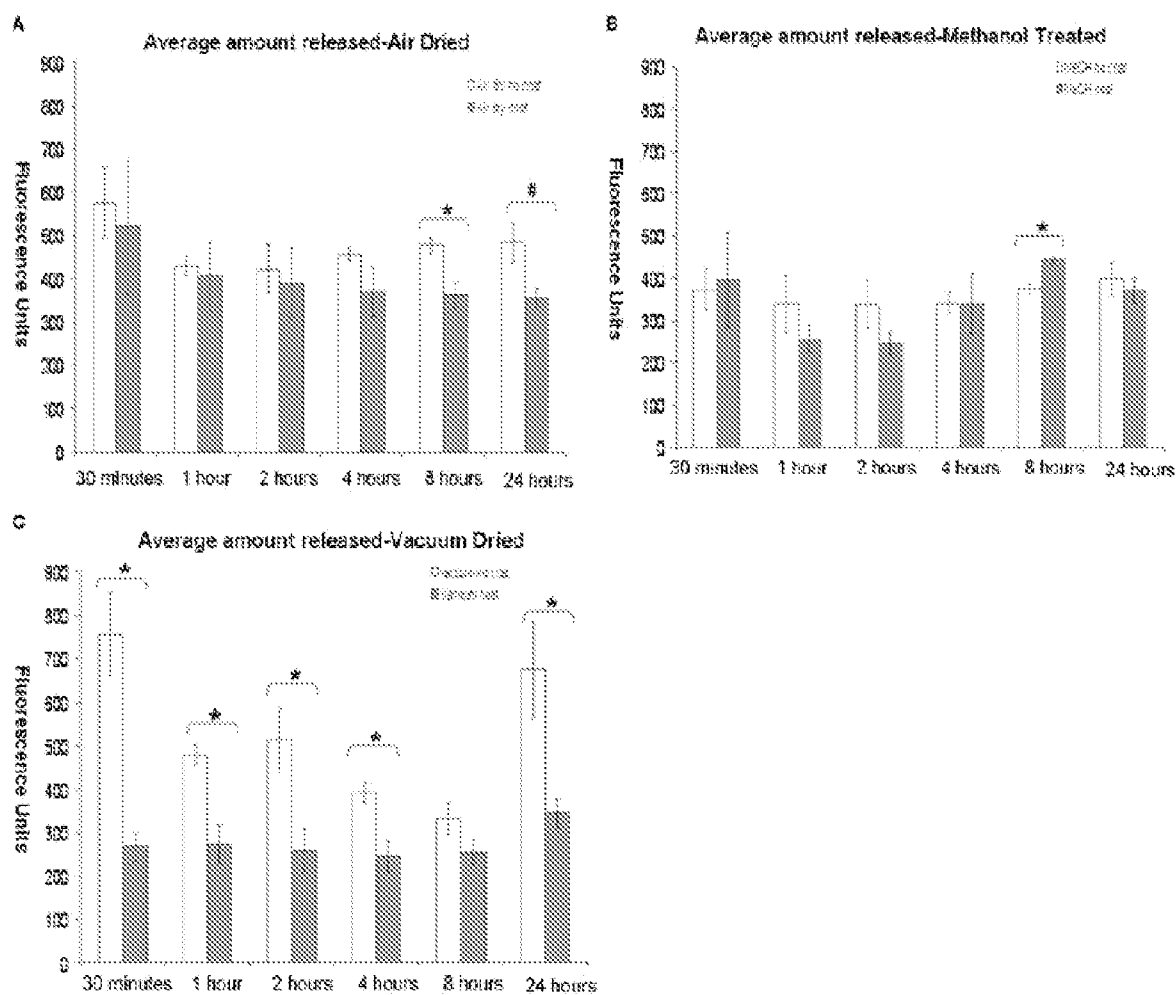 A
Average amount released-Air Dried
Fluorescence Units
900
800
700
600
500
400
300
200
100
0
*
#
30 minutes 1 hour 2 hours 4 hours 8 hours 24 hours
B
Average amount released-Methanol Treated
Fluorescence Units
900
800
700
600
500
400
300
200
100
0
*
30 minutes 1 hour 2 hours 4 hours 8 hours 24 hours
C
Average amount released-Vacuum Dried
Fluorescence Units
900
800
700
600
500
400
300
200
100
0
* * * * *
30 minutes 1 hour 2 hours 4 hours 8 hours 24 hours